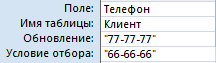 Поле: Телефон
Имя таблицы: Клиент
Обновление: "77-77-77"
Условие отбора: "66-66-66"